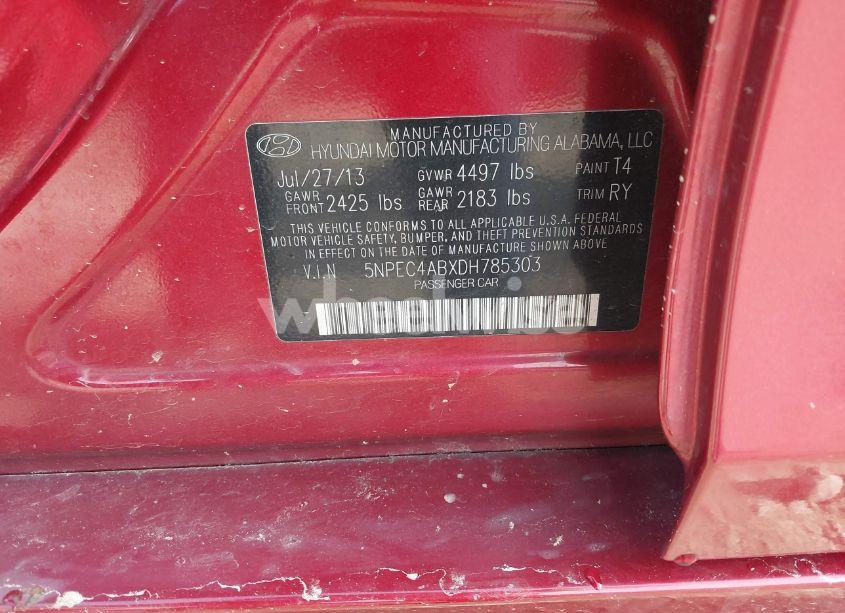 MANUFACTURED BY
HYUNDAI MOTOR MANUFACTURING ALABAMA, LLC
Jul/27/13 GVWR 4497 lbs PAINT T4
GAWR FRONT 2425 lbs GAWR REAR 2183 lbs TRIM RY
THIS VEHICLE CONFORMS TO ALL APPLICABLE U.S.A. FEDERAL
MOTOR VEHICLE SAFETY, BUMPER, AND THEFT PREVENTION STANDARDS
IN EFFECT ON THE DATE OF MANUFACTURE SHOWN ABOVE
V.I.N 5NPEC4ABXDH785303
PASSENGER CAR